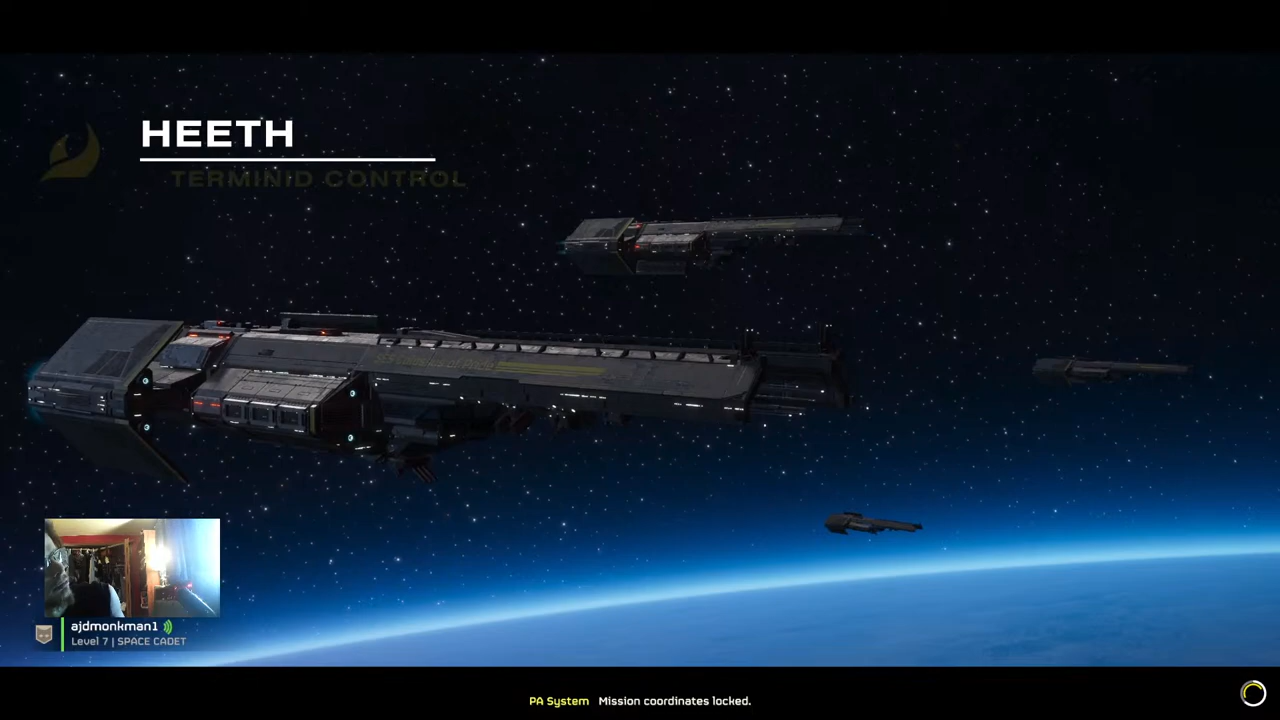 HEETH
TERMINID CONTROL
ajdmonkman1
Level 7 | SPACE CADET
PA System Mission coordinates locked.